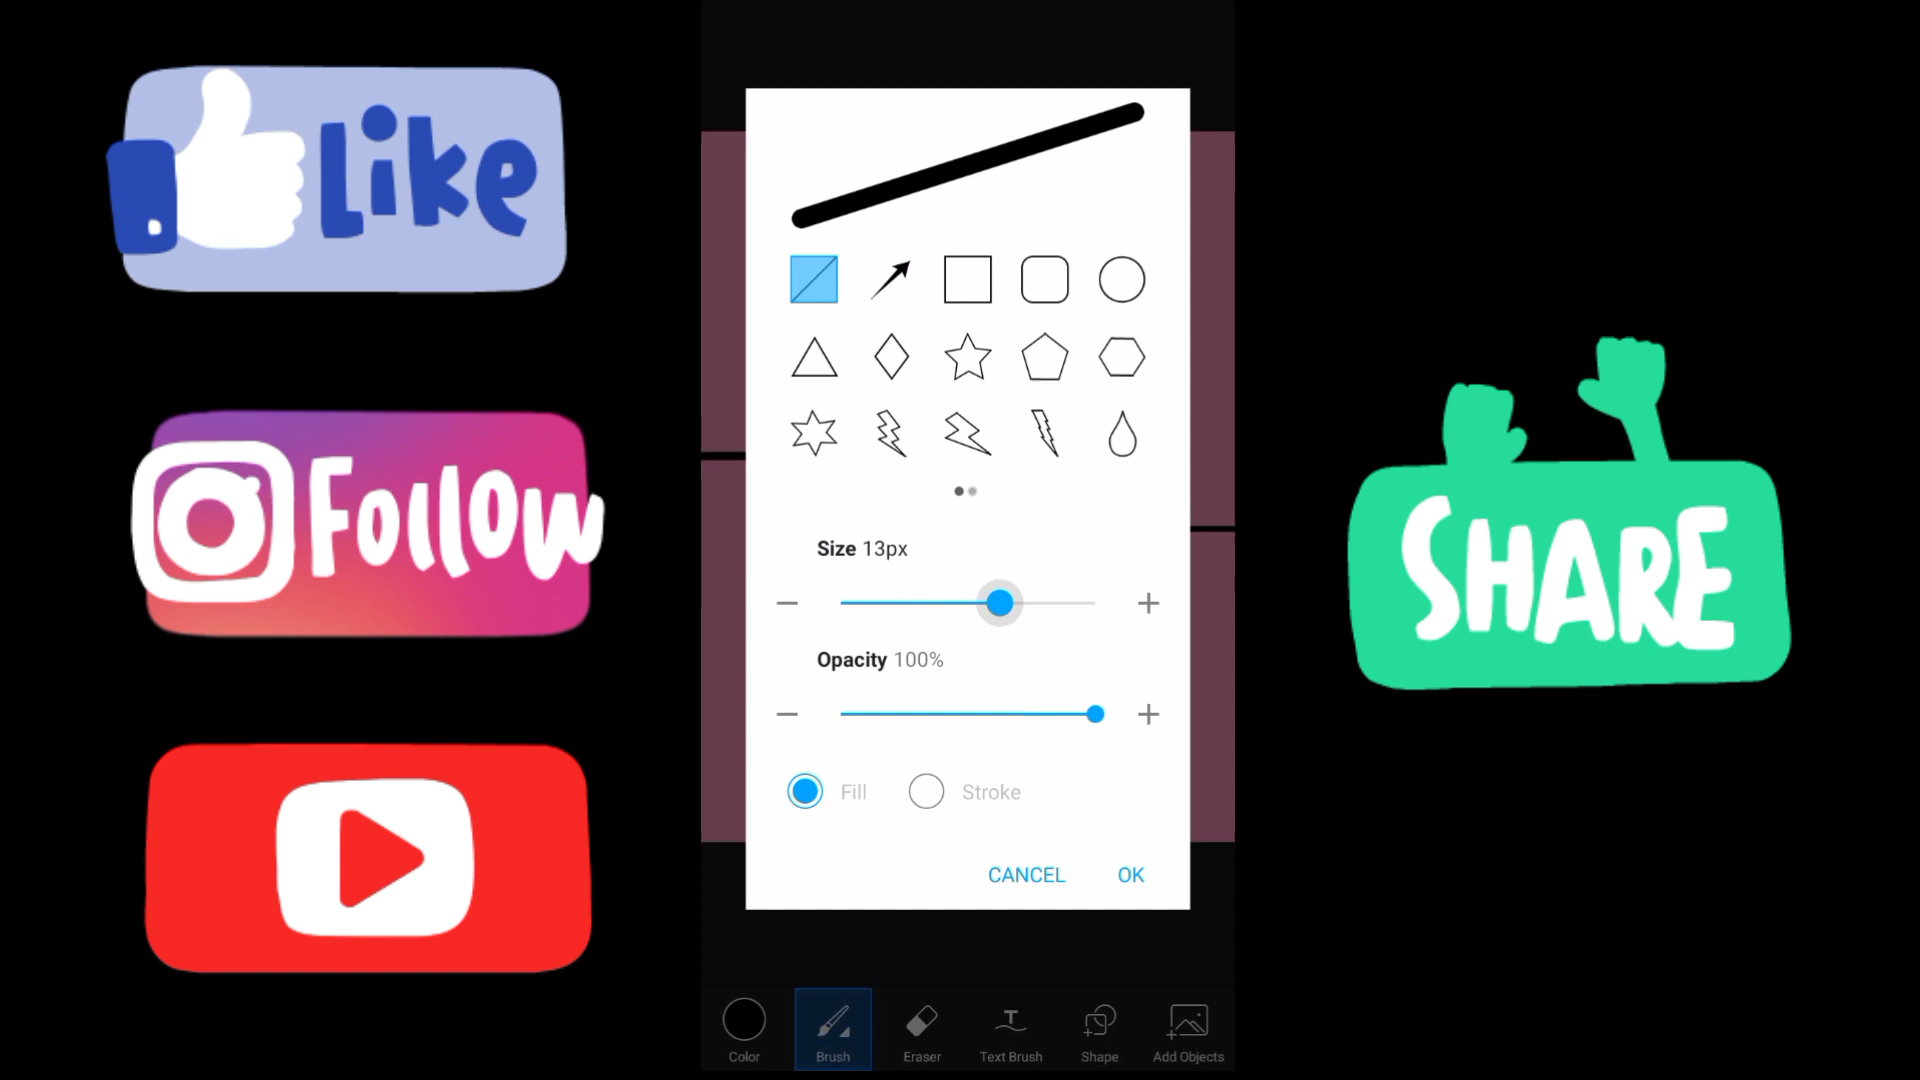 Like
Follow
Size 13px
Opacity 100%
Fill
Stroke
CANCEL
OK
SHARE
Color
Brush
Eraser
Text Brush
Shape
Add Objects